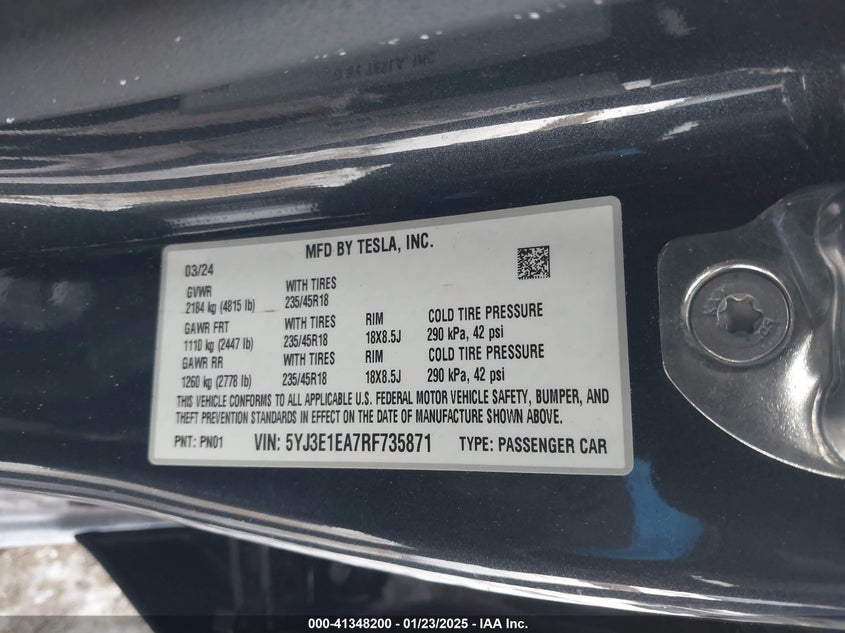 MFD BY TESLA, INC.
03/24
GVWR WITH TIRES
2184 kg (4815 lb) 235/45R18
GAWR FRT WITH TIRES RIM COLD TIRE PRESSURE
1110 kg (2447 lb) 235/45R18 18X8.5J 290 kPa, 42 psi
GAWR RR WITH TIRES RIM COLD TIRE PRESSURE
1260 kg (2778 lb) 235/45R18 18X8.5J 290 kPa, 42 psi
THIS VEHICLE CONFORMS TO ALL APPLICABLE U.S. FEDERAL MOTOR VEHICLE SAFETY, BUMPER, AND
THEFT PREVENTION STANDARDS IN EFFECT ON THE DATE OF MANUFACTURE SHOWN ABOVE.
PNT: PN01 VIN: 5YJ3E1EA7RF735871 TYPE: PASSENGER CAR
000-41348200 - 01/23/2025 - IAA Inc.